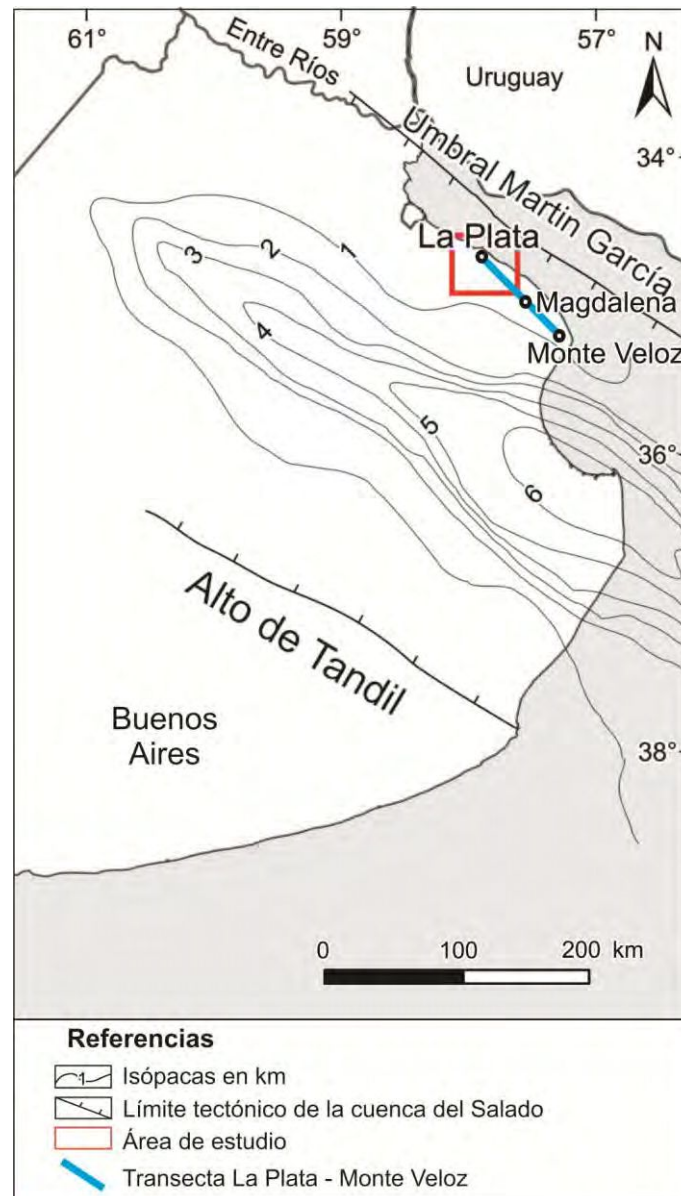 61°
59°
57°
N
Entre Ríos
Uruguay
Umbral Martin García
34°
La Plata
Magdalena
Monte Veloz
1
2
3
4
5
6
36°
Alto de Tandil
Buenos
Aires
38°
0 100 200 km
Referencias
1 Isópacas en km
Límite tectónico de la cuenca del Salado
Área de estudio
Transecta La Plata - Monte Veloz